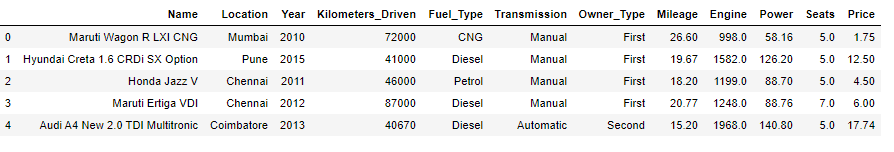 Name Location Year Kilometers_Driven Fuel_Type Transmission Owner_Type Mileage Engine Power Seats Price
0 Maruti Wagon R LXI CNG Mumbai 2010 72000 CNG Manual First 26.60 998.0 58.16 5.0 1.75
1 Hyundai Creta 1.6 CRDi SX Option Pune 2015 41000 Diesel Manual First 19.67 1582.0 126.20 5.0 12.50
2 Honda Jazz V Chennai 2011 46000 Petrol Manual First 18.20 1199.0 88.70 5.0 4.50
3 Maruti Ertiga VDI Chennai 2012 87000 Diesel Manual First 20.77 1248.0 88.76 7.0 6.00
4 Audi A4 New 2.0 TDI Multitronic Coimbatore 2013 40670 Diesel Automatic Second 15.20 1968.0 140.80 5.0 17.74